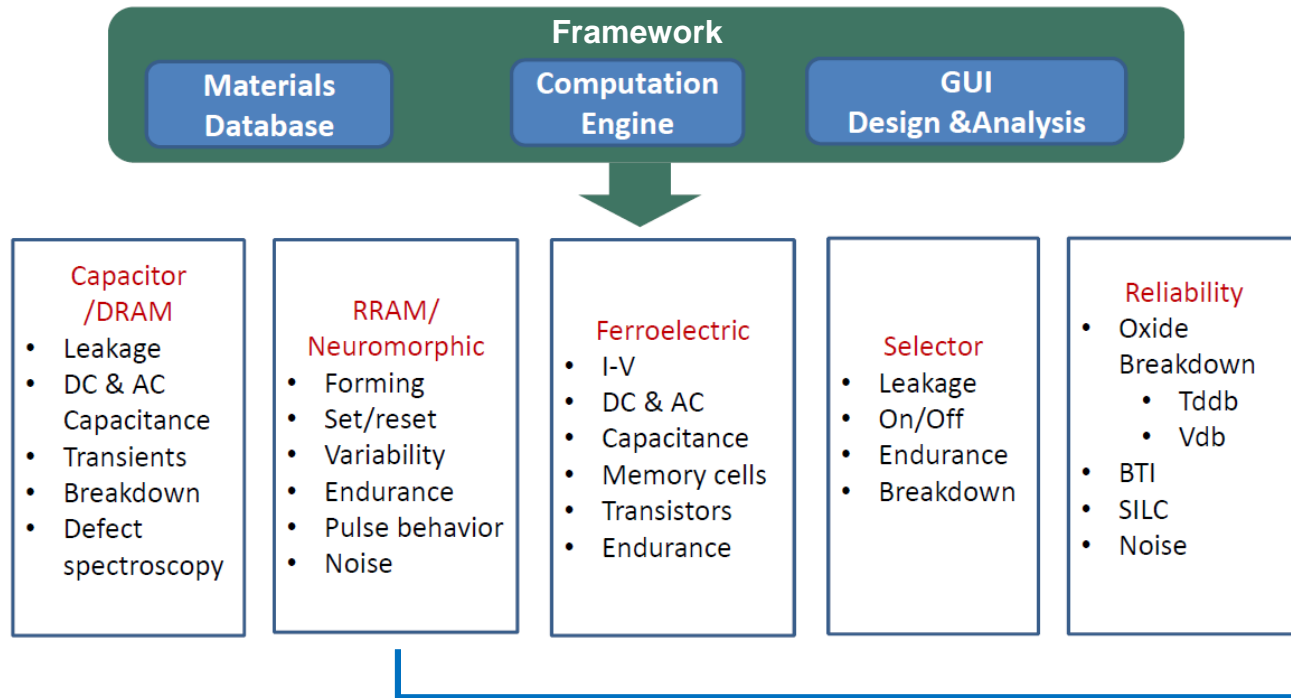 Framework
Materials
Database
Computation
Engine
GUI
Design &Analysis
Capacitor
/DRAM
• Leakage
• DC & AC
Capacitance
• Transients
• Breakdown
• Defect
spectroscopy
RRAM/
Neuromorphic
• Forming
• Set/reset
• Variability
• Endurance
• Pulse behavior
• Noise
Ferroelectric
• I-V
• DC & AC
• Capacitance
• Memory cells
• Transistors
• Endurance
Selector
• Leakage
• On/Off
• Endurance
• Breakdown
Reliability
• Oxide
Breakdown
• Tddb
• Vdb
• BTI
• SILC
• Noise